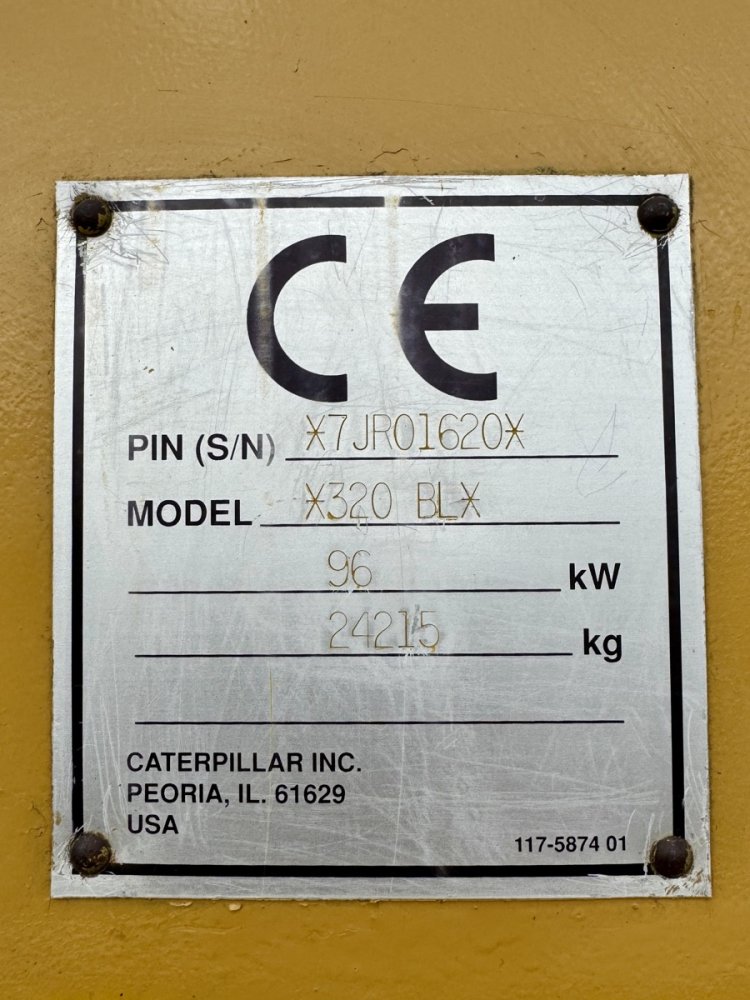 CE
PIN (S/N) *7JR01620*
MODEL *320 BL*
96 kW
24215 kg
CATERPILLAR INC.
PEORIA, IL. 61629
USA
117-5874 01